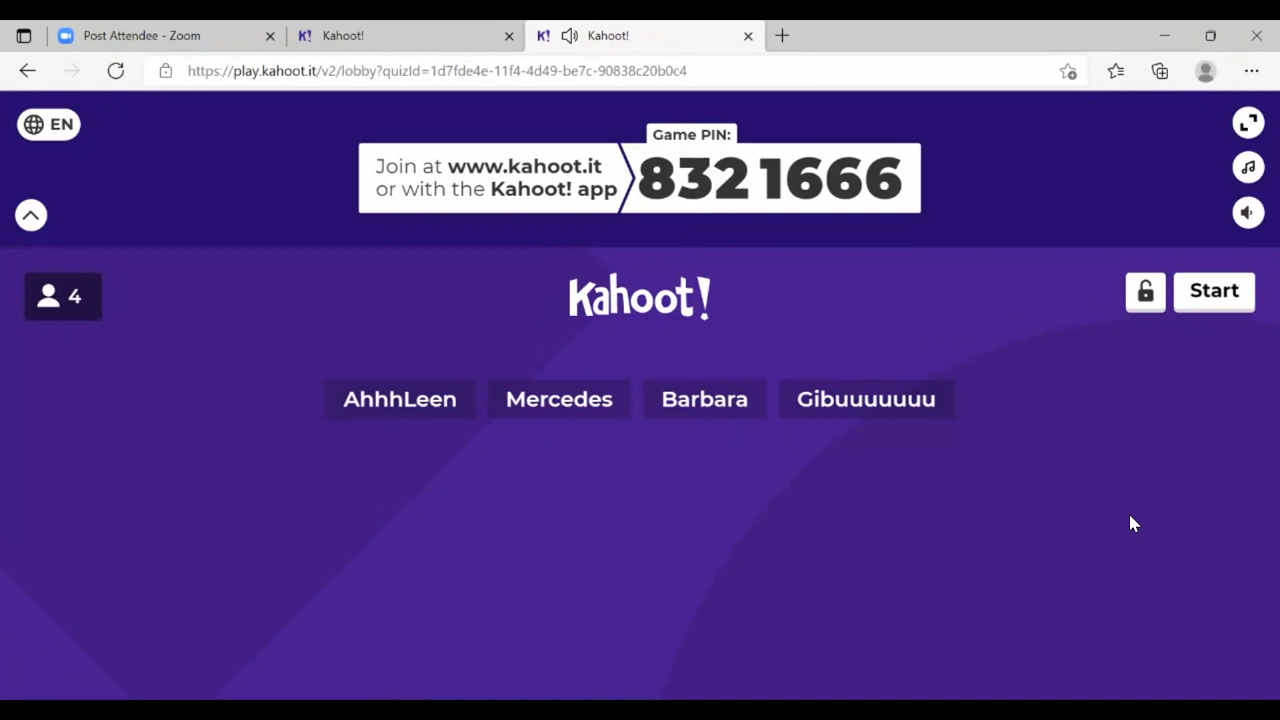 Post Attendee - Zoom
Kahoot!
Kahoot!
https://play.kahoot.it/v2/lobby?quizId=1d7fde4e-11f4-4d49-be7c-90838c20b0c4
EN
Game PIN:
Join at www.kahoot.it
or with the Kahoot! app
832 1666
4
Kahoot!
Start
AhhhLeen
Mercedes
Barbara
Gibuuuuuuu